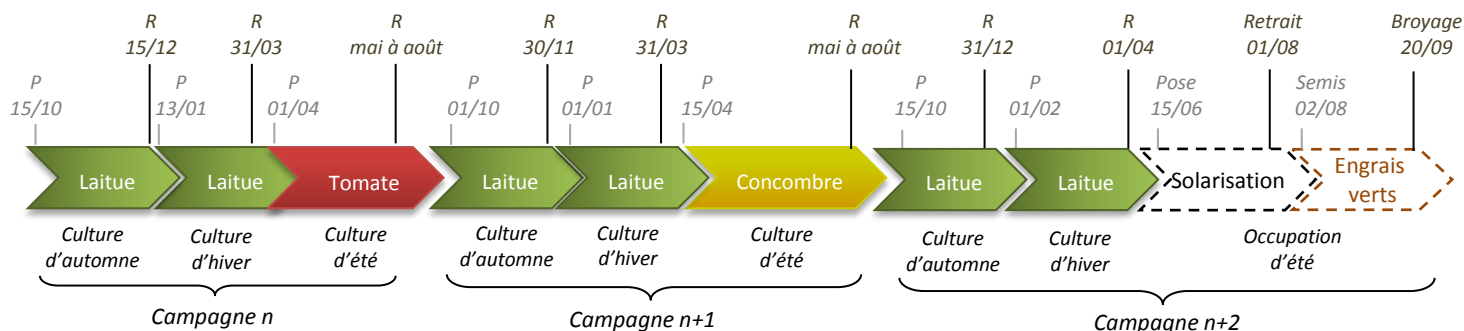 R R R R R R R R Retrait Broyage
15/12 31/03 mai à août 30/11 31/03 mai à août 31/12 01/04 01/08 20/09
P P P P P P P P Pose Semis
15/10 13/01 01/04 01/10 01/01 15/04 15/10 01/02 15/06 02/08
Laitue Laitue Tomate Laitue Laitue Concombre Laitue Laitue Solarisation Engrais
verts
Culture Culture Culture Culture Culture Culture Culture Culture Occupation
d'automne d'hiver d'été d'automne d'hiver d'été d'automne d'hiver d'été
Campagne n Campagne n+1 Campagne n+2